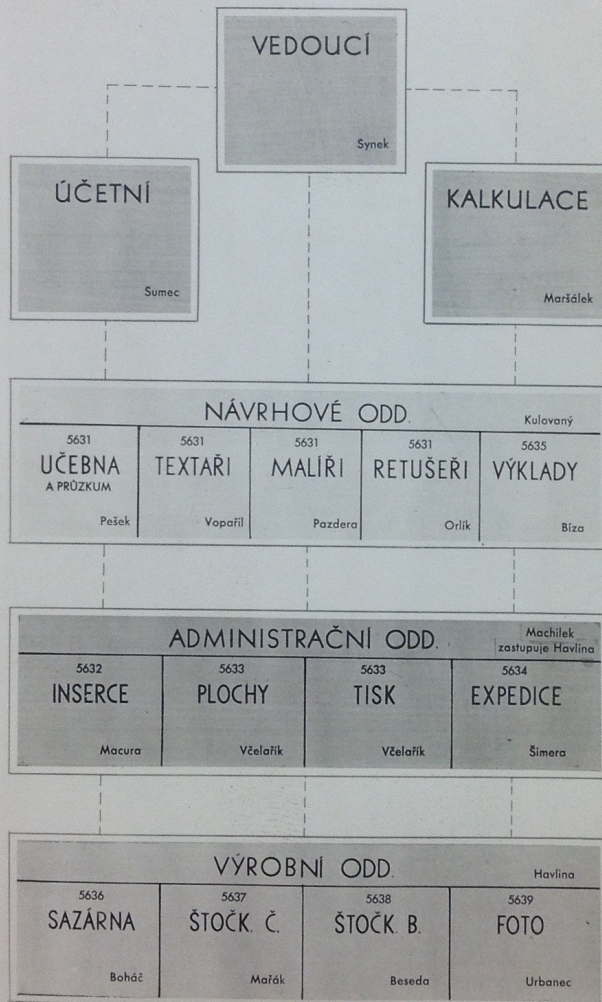 VEDOUCÍ
Synek
ÚČETNÍ
Sumec
KALKULACE
Maršálek
NÁVRHOVÉ ODD.
Kulovaný
5631
UČEBNA
A PRŮZKUM
Pešek
5631
TEXTAŘI
Vopařil
5631
MALÍŘI
Pazdera
5631
RETUŠEŘI
Orlík
5635
VÝKLADY
Bíza
ADMINISTRAČNÍ ODD.
Machilek
zastupuje Havlina
5632
INSERCE
Macura
5633
PLOCHY
Včelařík
5633
TISK
Včelařík
5634
EXPEDICE
Šimera
VÝROBNÍ ODD.
Havlina
5636
SAZÁRNA
Boháč
5637
ŠTOČK. Č.
Mařák
5638
ŠTOČK. B.
Beseda
5639
FOTO
Urbanec